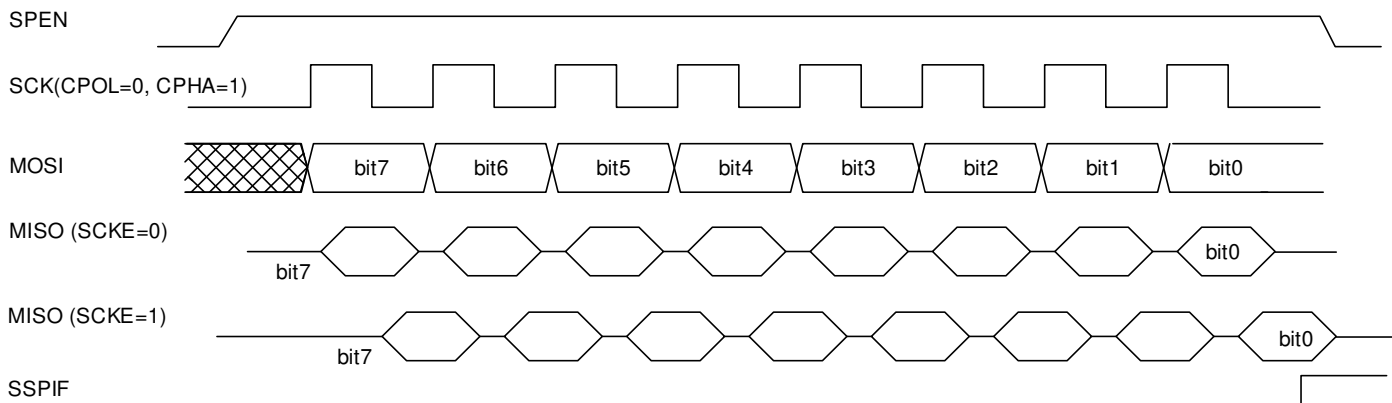 SPEN
SCK(CPOL=0, CPHA=1)
MOSI
bit7 bit6 bit5 bit4 bit3 bit2 bit1 bit0
MISO (SCKE=0)
bit7 bit0
MISO (SCKE=1)
bit7 bit0
SSPIF